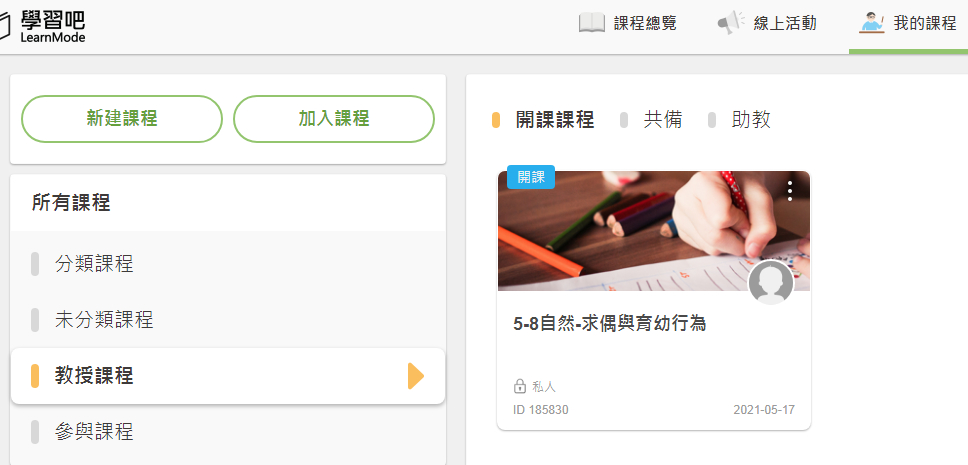 學習吧
LearnMode
課程總覽
線上活動
我的課程
新建課程
加入課程
所有課程
分類課程
未分類課程
教授課程
參與課程
開課課程
共備
助教
開課
5-8自然-求偶與育幼行為
私人
ID 185830
2021-05-17